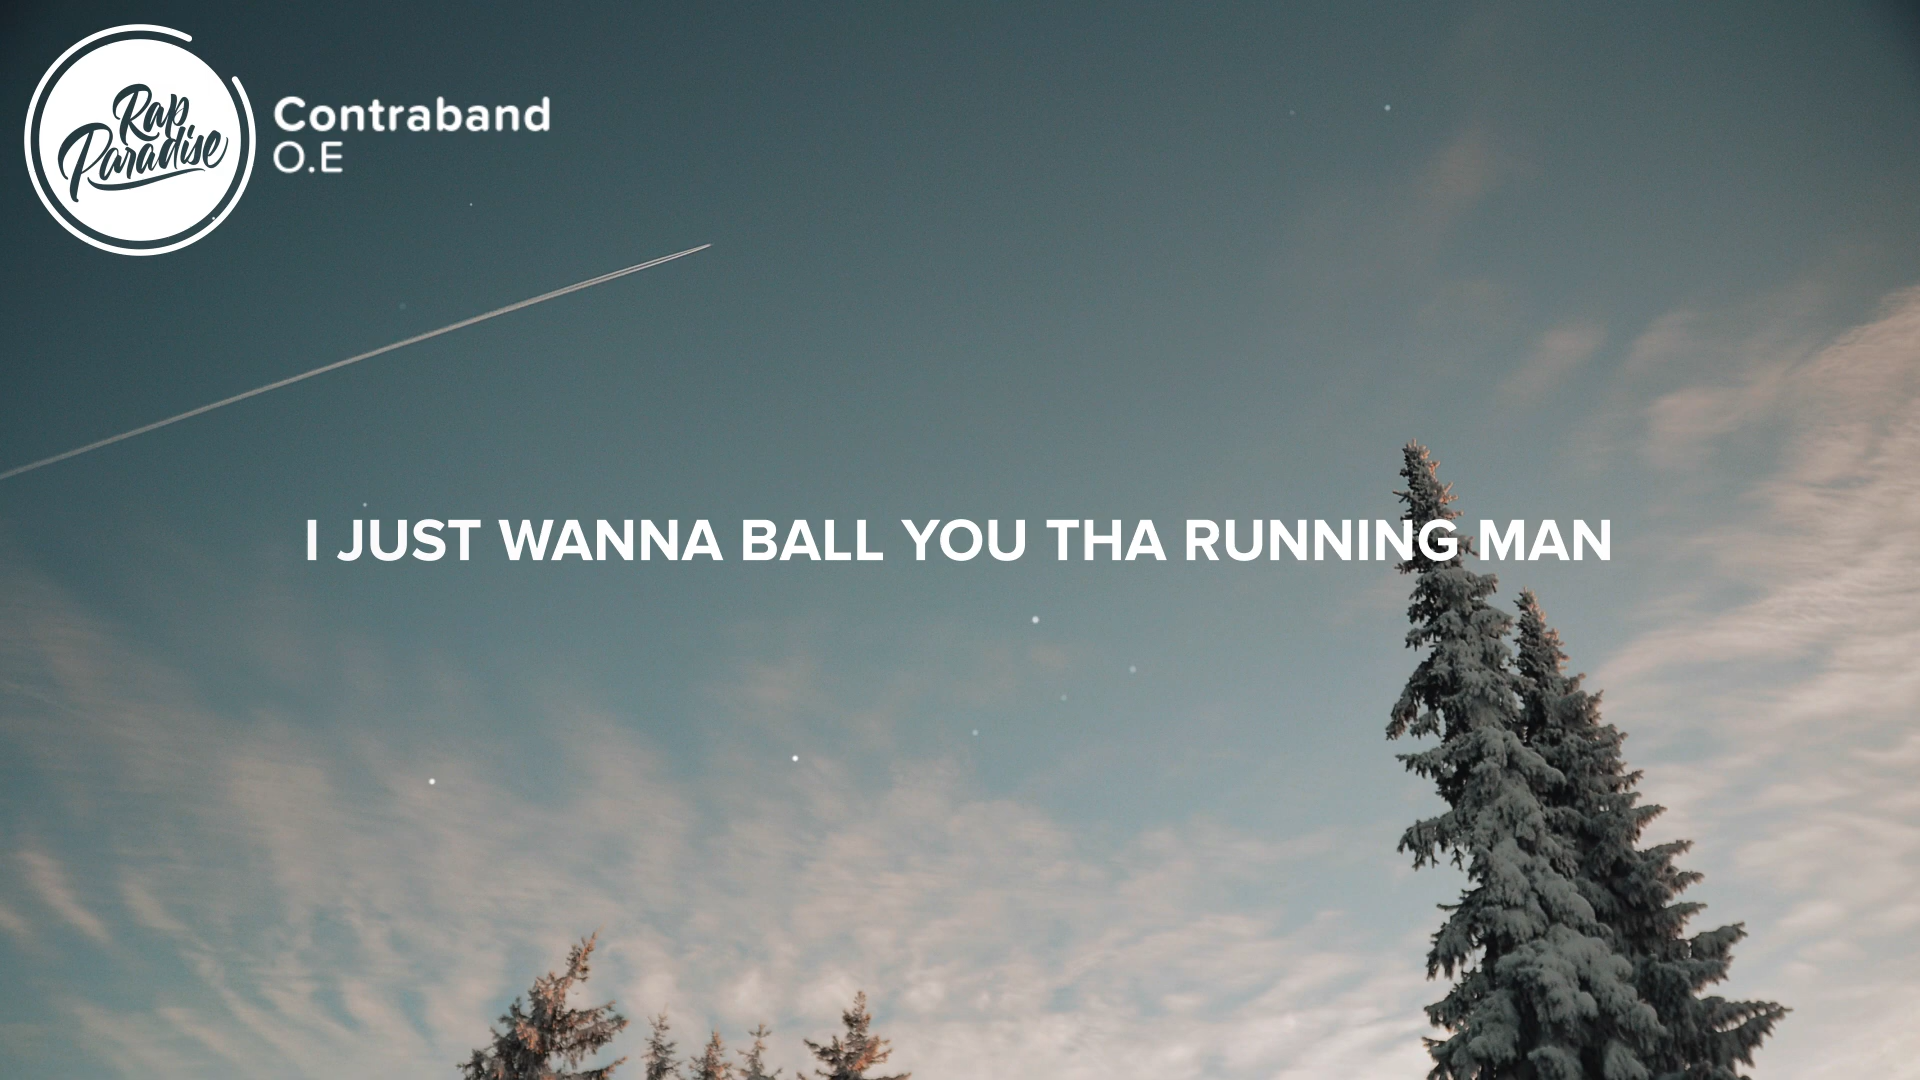 Rap
Paradise
Contraband
O.E
I JUST WANNA BALL YOU THA RUNNING MAN